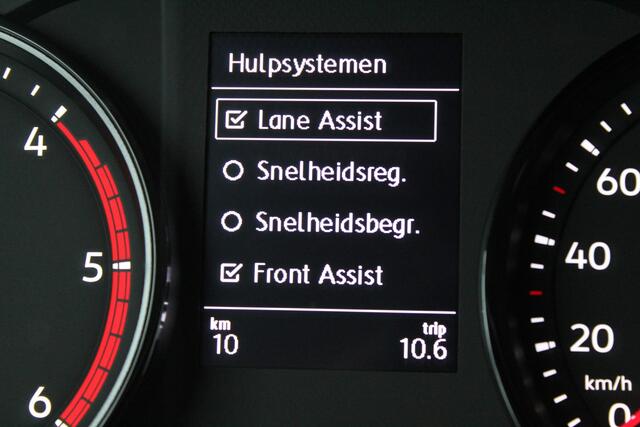 Hulpsystemen
Lane Assist
Snelheidsreg.
Snelheidsbegr.
Front Assist
km
trip
10
10.6
4
5
6
60
40
20
km/h
0